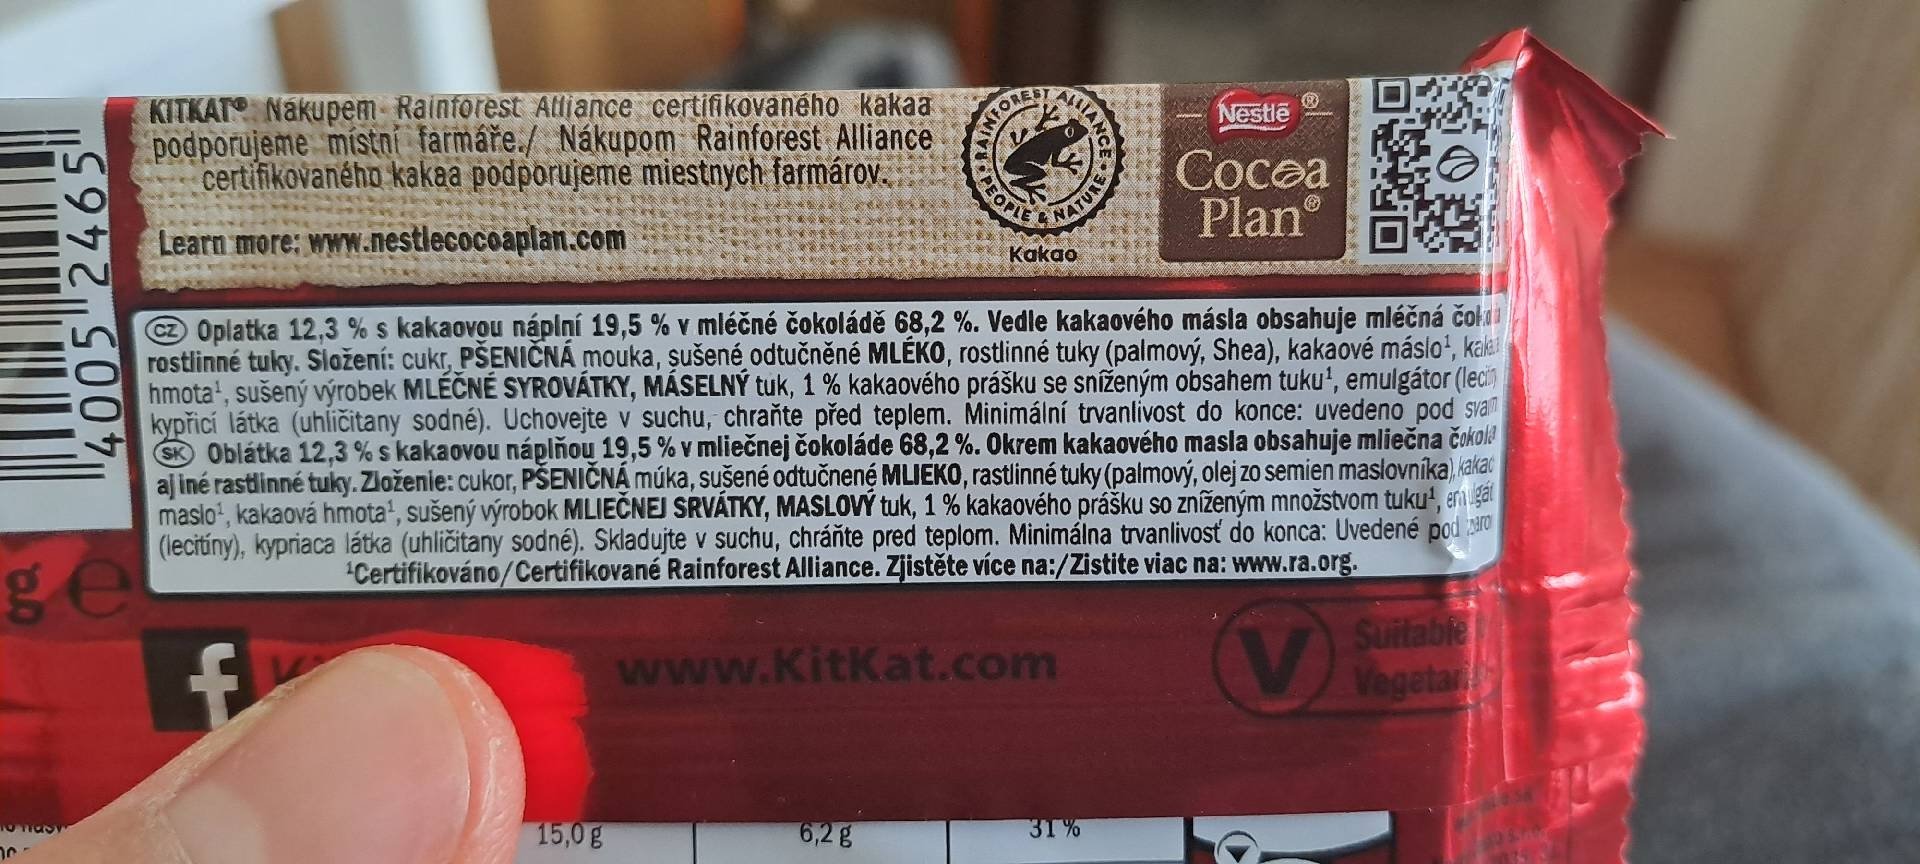 4005 2465
KITKAT® Nákupem Rainforest Alliance certifikovaného kakaa
podporujeme místní farmáře./ Nákupom Rainforest Alliance
certifikovaného kakaa podporujeme miestnych farmárov.
Learn more: www.nestlecocoaplan.com
RAINFOREST ALLIANCE
PEOPLE & NATURE
Kakao
Nestlē®
Cocoa
Plan®
CZ Oplatka 12,3 % s kakaovou náplní 19,5 % v mléčné čokoládě 68,2 %. Vedle kakaového másla obsahuje mléčná
rostlinné tuky. Složení: cukr, PŠENIČNÁ mouka, sušené odtučněné MLÉKO, rostlinné tuky (palmový, Shea), kakaové máslo¹,
hmota¹, sušený výrobek MLÉČNÉ SYROVÁTKY, MÁSELNÝ tuk, 1 % kakaového prášku se sníženým obsahem tuku¹, emulgátor
kypřicí látka (uhličitany sodné). Uchovejte v suchu, chraňte před teplem. Minimální trvanlivost do konce: uvedeno pod
SK Oblátka 12,3 % s kakaovou náplňou 19,5 % v mliečnej čokoláde 68,2 %. Okrem kakaového masla obsahuje mliečna
aj iné rastlinné tuky. Zloženie: cukor, PŠENIČNÁ múka, sušené odtučnené MLIEKO, rastlinné tuky (palmový, olej zo semien maslovníka),
maslo¹, kakaová hmota¹, sušený výrobok MLIEČNEJ SRVÁTKY, MASLOVÝ tuk, 1 % kakaového prášku so zníženým množstvom tuku¹,
(lecitíny), kypriaca látka (uhličitany sodné). Skladujte v suchu, chráňte pred teplom. Minimálna trvanlivosť do konca: Uvedené pod
¹Certifikováno/Certifikované Rainforest Alliance. Zjistěte více na:/Zistite viac na: www.ra.org.
g e
f
www.KitKat.com
V Suitable
15,0 g
6,2 g
31 %